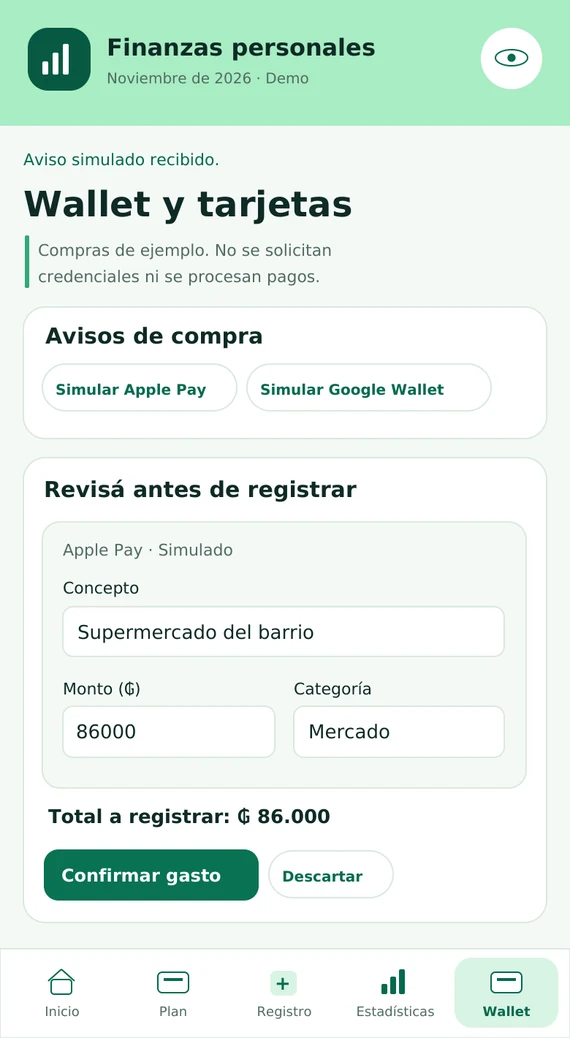 Finanzas personales
Noviembre de 2026 · Demo
Aviso simulado recibido.
Wallet y tarjetas
Compras de ejemplo. No se solicitan
credenciales ni se procesan pagos.
Avisos de compra
Simular Apple Pay
Simular Google Wallet
Revisá antes de registrar
Apple Pay · Simulado
Concepto
Supermercado del barrio
Monto (₲)
Categoría
86000
Mercado
Total a registrar: ₲ 86.000
Confirmar gasto
Descartar
Inicio
Plan
Registro
Estadísticas
Wallet